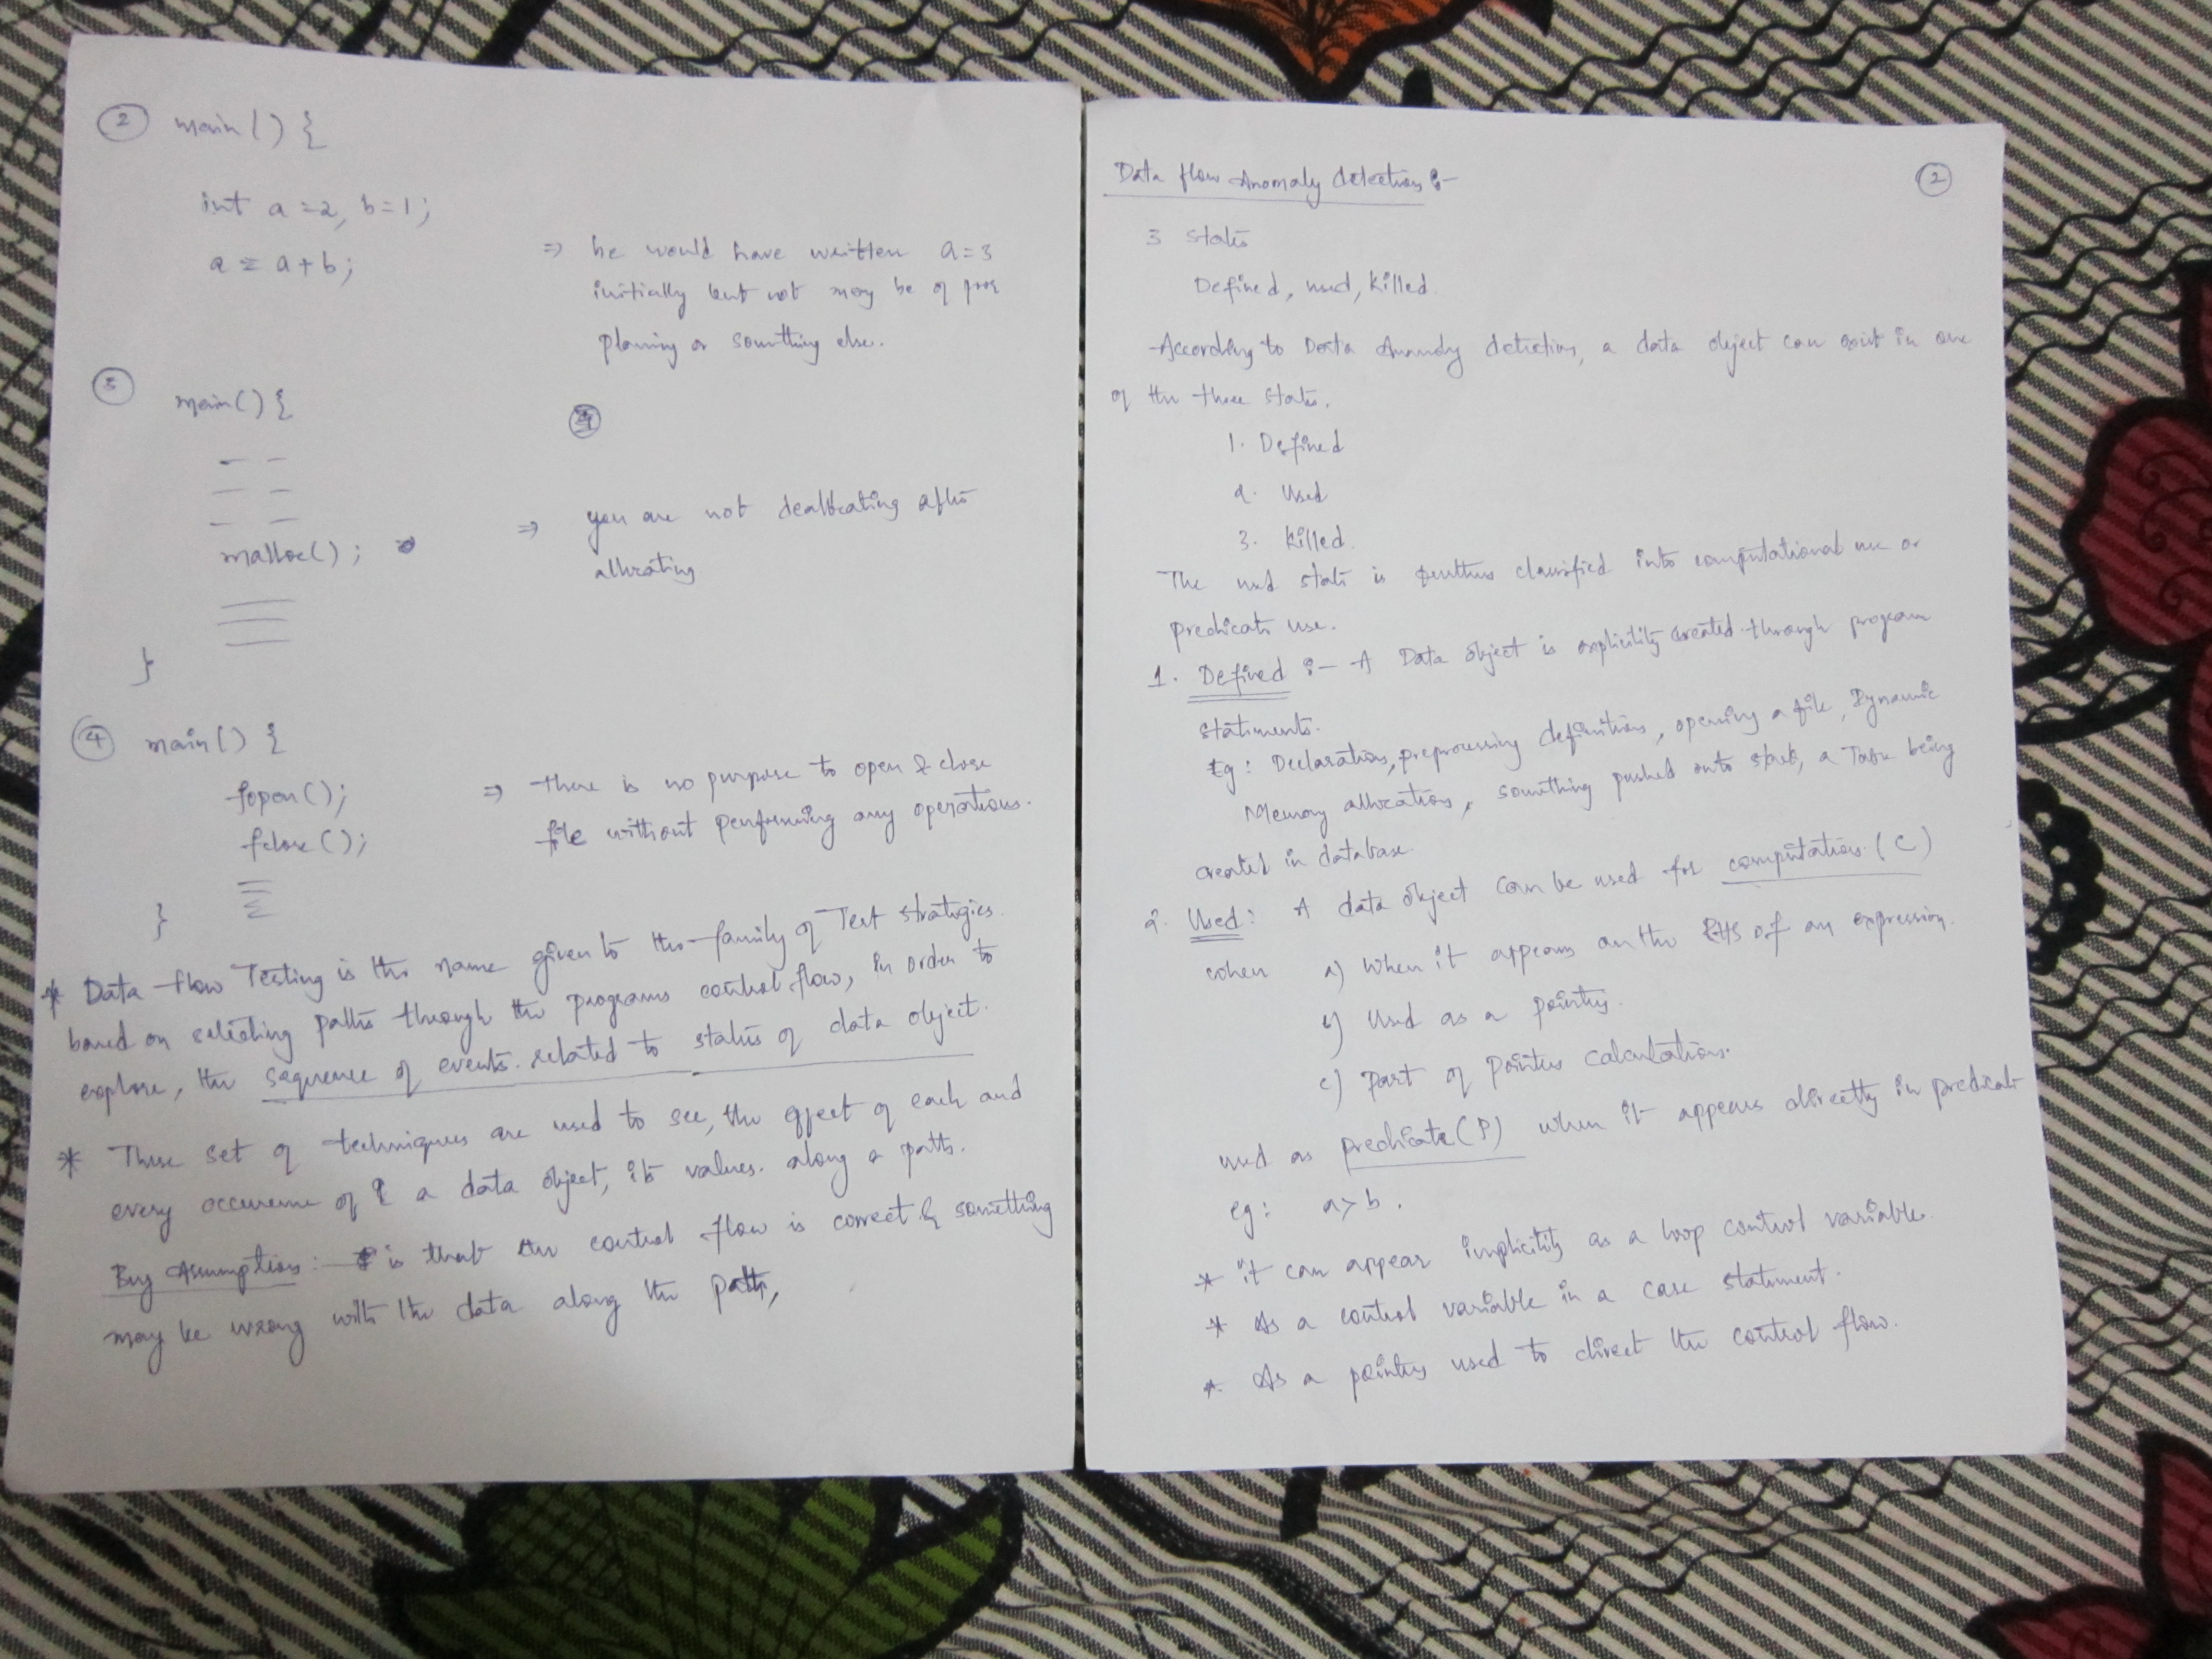 ② main() {
int a=2, b=1;
a = a+b;
⇒ he would have written a=3
initially but not may be of poor
planning or something else.
③ main() {
malloc();
⇒ you are not deallocating after
allocating
}
④ main() {
fopen();
fclose();
⇒ there is no purpose to open & close
file without performing any operations.
}
* Data-flow Testing is the name given to the family of Test strategies.
based on selecting paths through the programs control flow, in order to
explore, the sequence of events. related to status of data object.
* These set of techniques are used to see, the effect of each and
every occurence of a data object, its values. along a path.
Bug Assumption:- is that the control flow is correct & something
may be wrong with the data along the path,
②
Data flow Anomaly detection :-
3 states
Defined, used, killed.
-According to Data Anomaly detection, a data object can exist in one
of the three states.
1. Defined
2. Used
3. killed.
-The used state is further classified into computational use or
predicate use.
1. Defined :- A Data object is explicitly created through program
statements.
Eg: Declaration, preprocessing definitions, opening a file, Dynamic
Memory allocation, something pushed onto stack, a Table being
created in database.
2. Used: A data object can be used for computation (C)
when a) when it appears on the RHS of an expression.
b) Used as a pointer.
c) Part of pointer calculations.
used as predicate (P) when it appears directly in predicate
eg: a>b.
* it can appear implicitly as a loop control variable.
* As a control variable in a case statement.
* As a pointer used to direct the control flow.